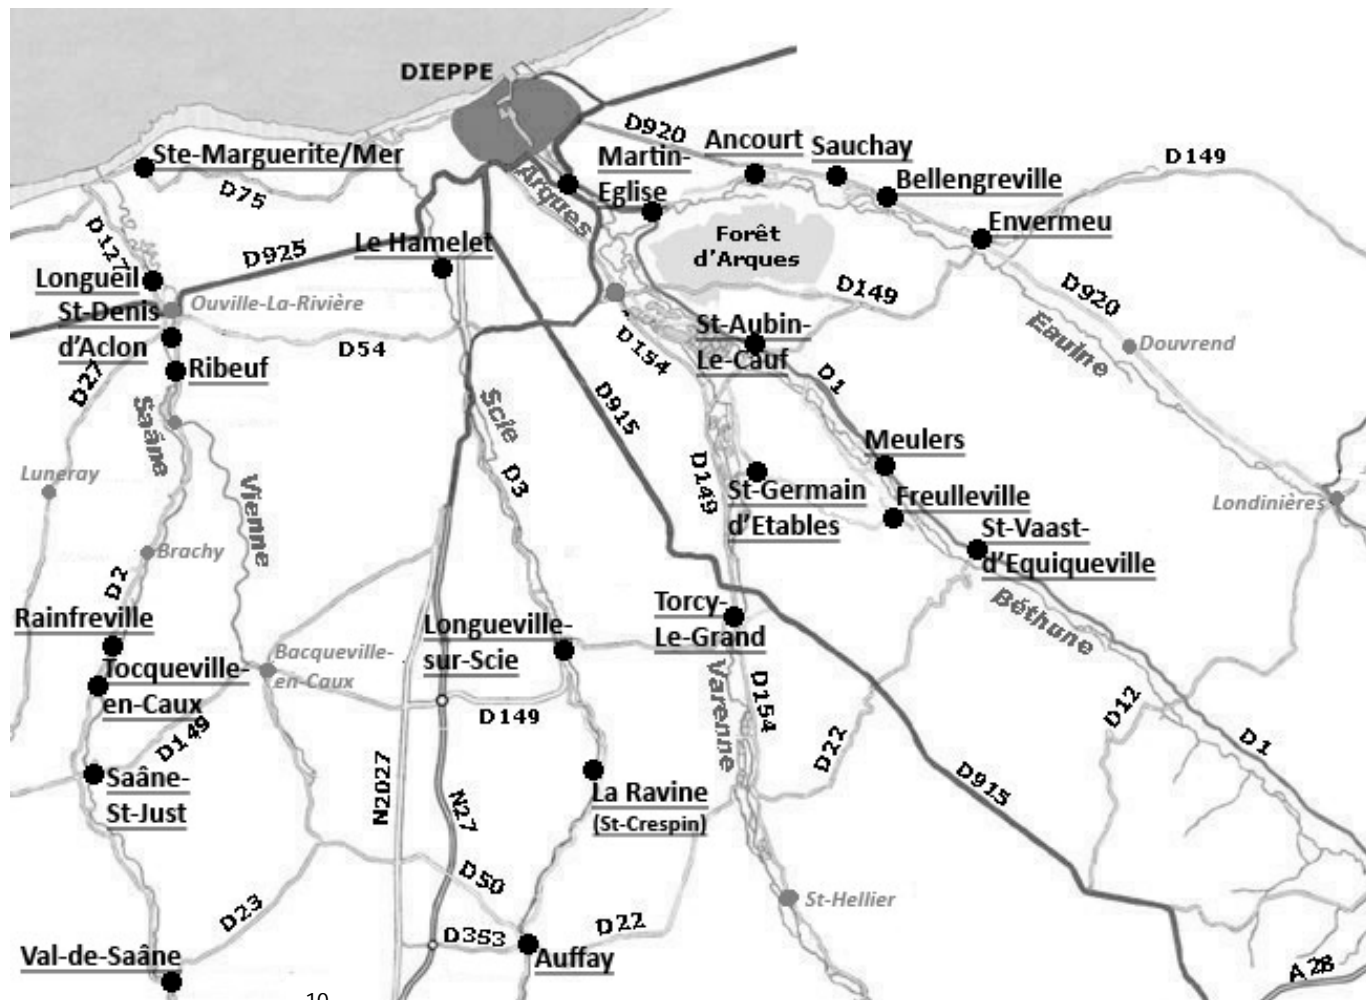 DIEPPE
D920
Ancourt
Sauchay
D149
Ste-Marguerite/Mer
Martin-
Eglise
Bellengreville
D75
Arques
Envermeu
D127
D925
Le Hamelet
Forêt
d'Arques
Longueil
Ouville-La-Rivière
D149
D920
St-Denis
d'Aclon
D54
D154
St-Aubin-
Le-Cauf
Eauine
Douvrend
Ribeuf
D27
D1
D915
Saâne
Scie
Meulers
Luneray
Vienne
D3
D149
St-Germain
d'Etables
Freulleville
Londinières
St-Vaast-
d'Equiqueville
Brachy
D2
Béthune
Rainfreville
Longueville-
sur-Scie
Torcy-
Le-Grand
Bacqueville-
en-Caux
Tocqueville-
en-Caux
D149
D149
Varenne
D154
D22
D12
D1
Saâne-
St-Just
N2027
N27
La Ravine
(St-Crespin)
D915
D50
D23
D353
D22
St-Hellier
Val-de-Saâne
Auffay
A28
10